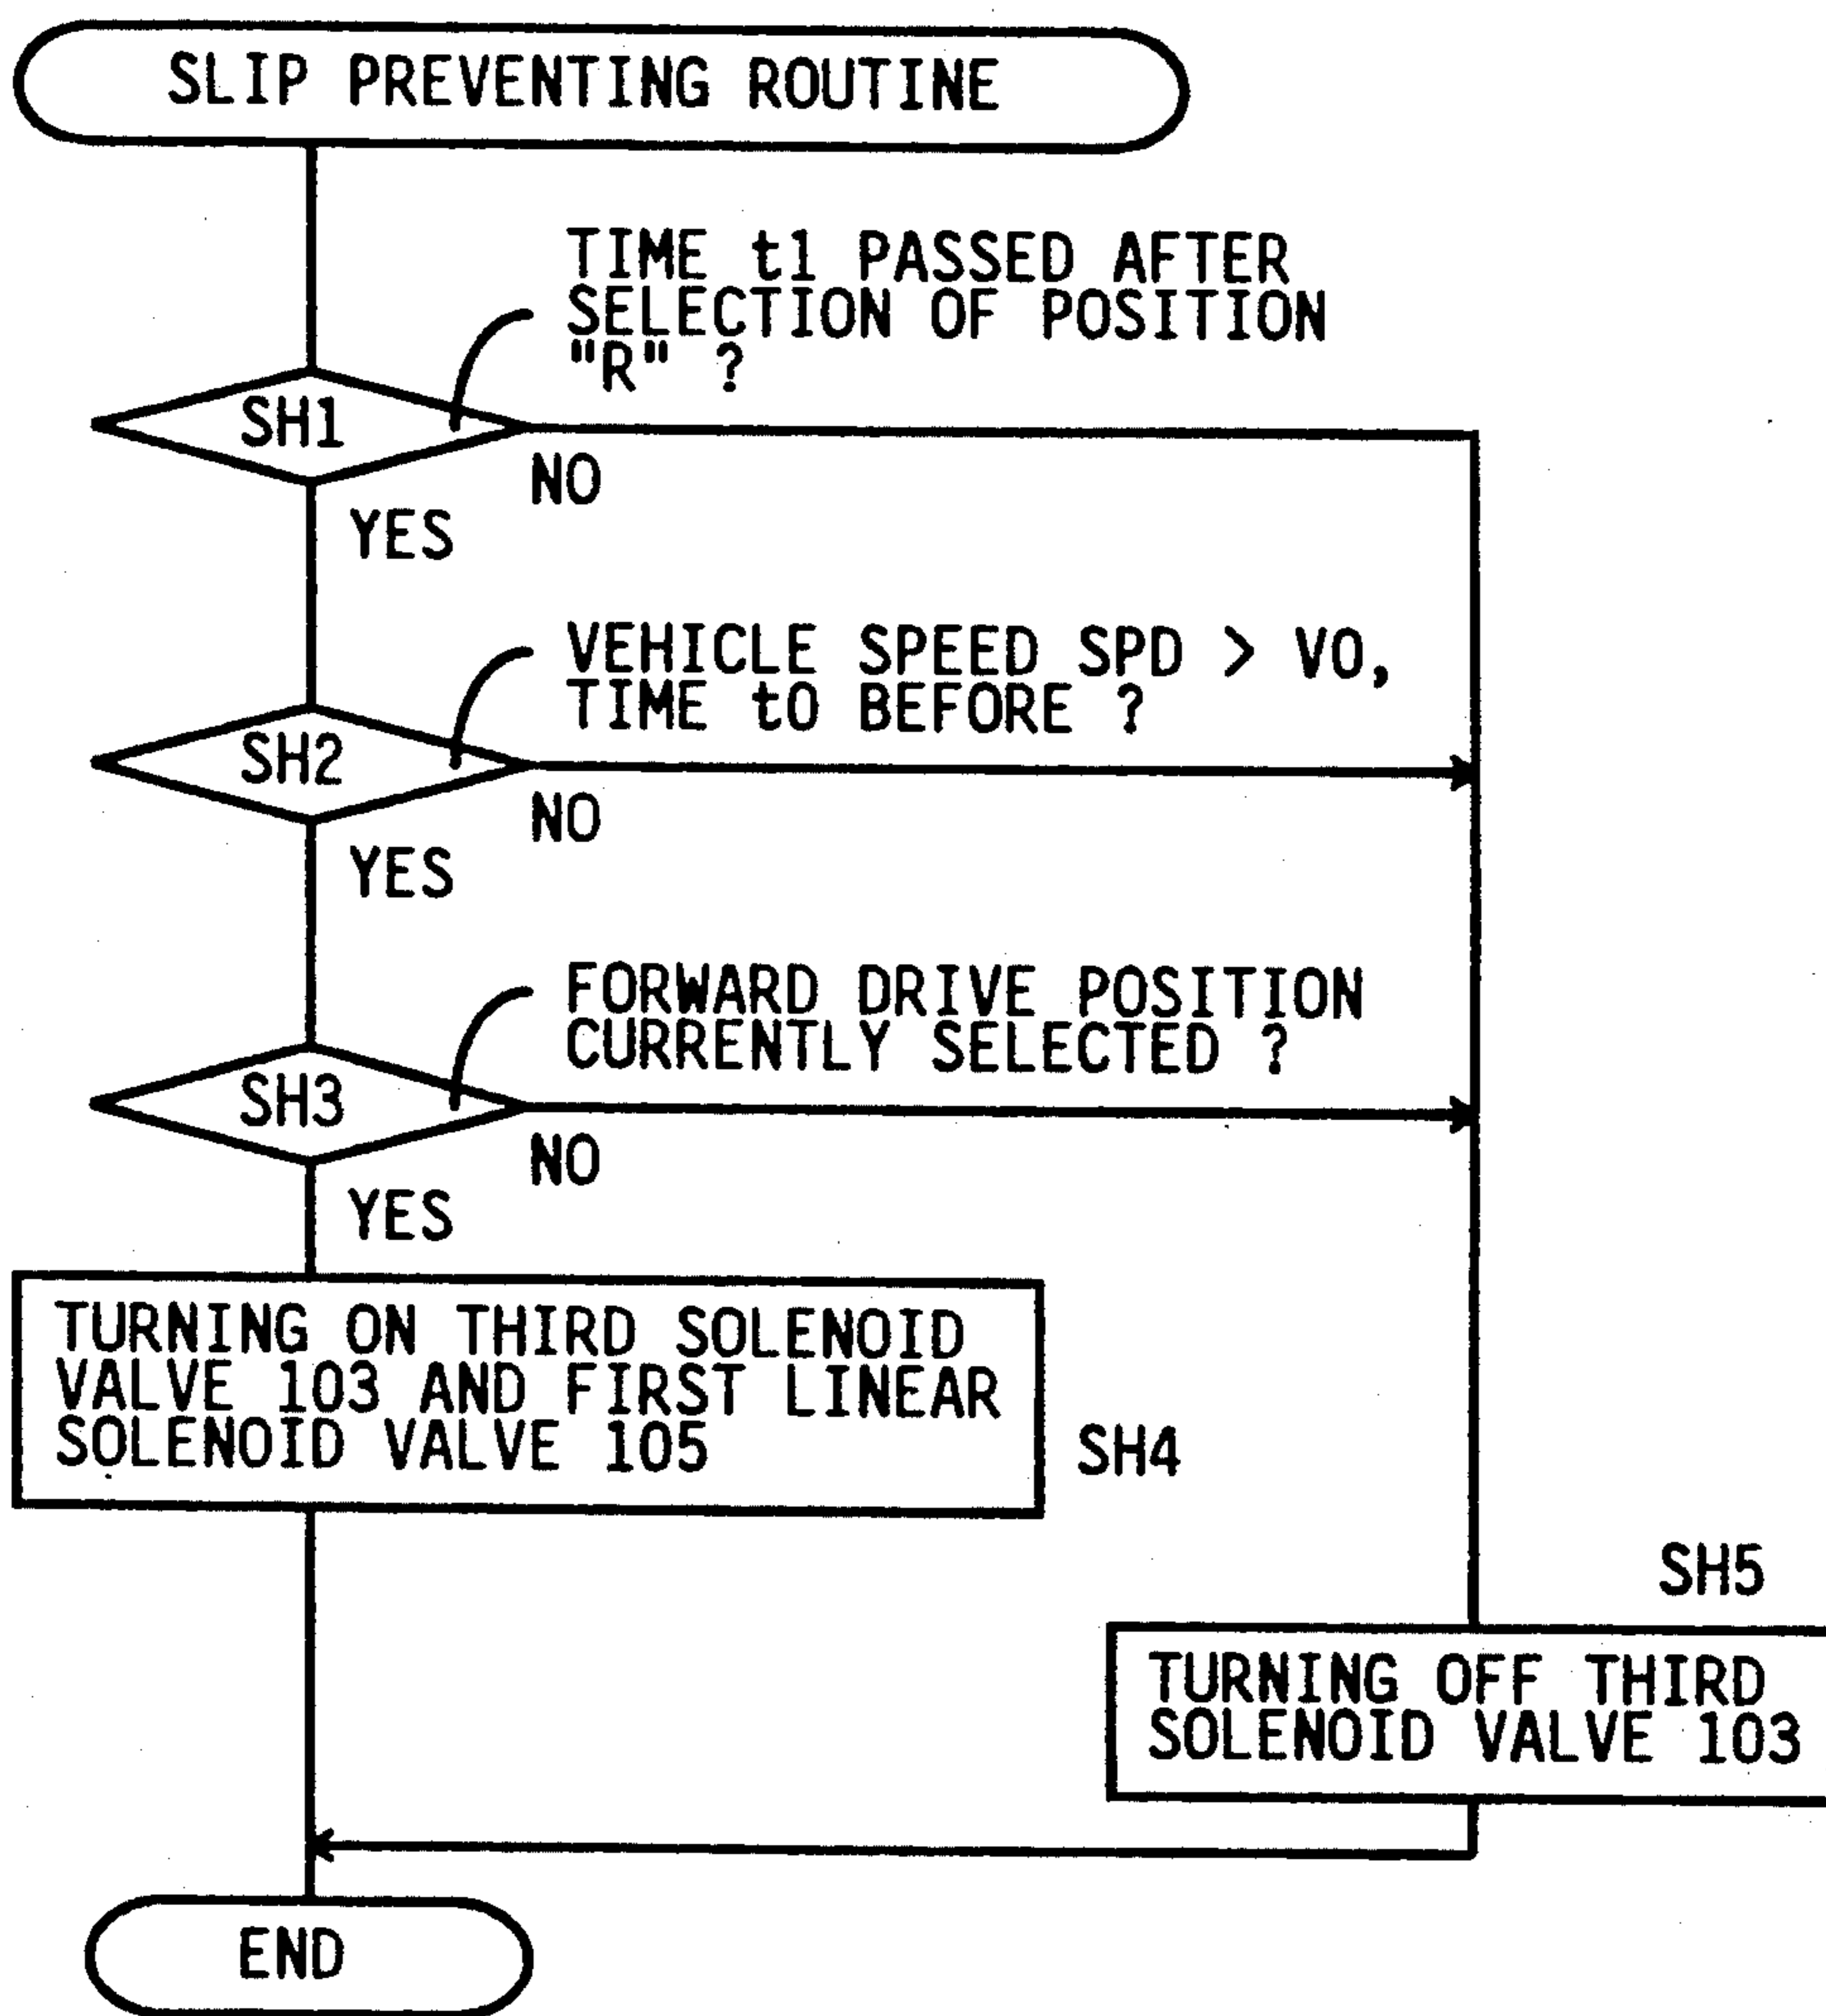 SLIP PREVENTING ROUTINE
TIME t1 PASSED AFTER
SELECTION OF POSITION
"R" ?
SH1
NO
YES
VEHICLE SPEED SPD > V0,
TIME t0 BEFORE ?
SH2
NO
YES
FORWARD DRIVE POSITION
CURRENTLY SELECTED ?
SH3
NO
YES
TURNING ON THIRD SOLENOID
VALVE 103 AND FIRST LINEAR
SOLENOID VALVE 105
SH4
SH5
TURNING OFF THIRD
SOLENOID VALVE 103
END